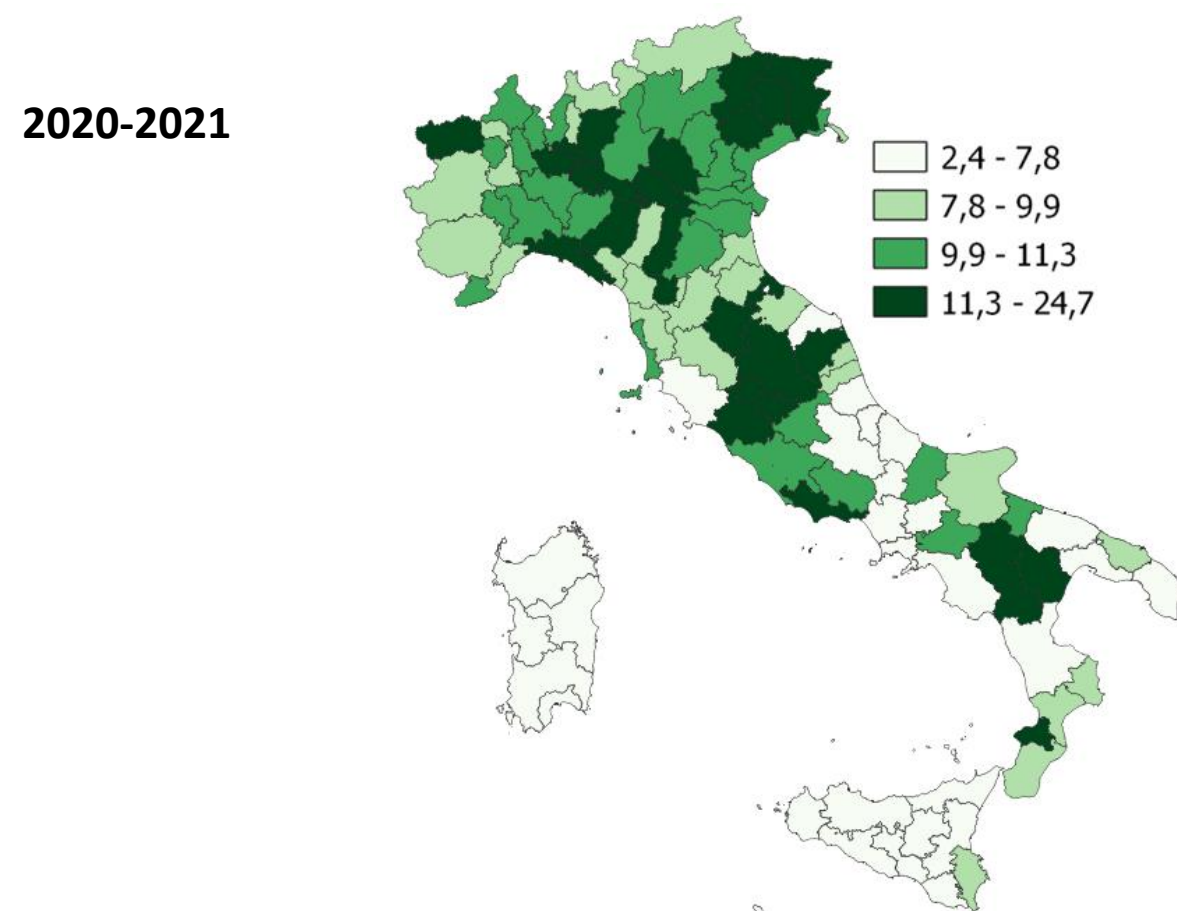 2020-2021
2,4 - 7,8
7,8 - 9,9
9,9 - 11,3
11,3 - 24,7